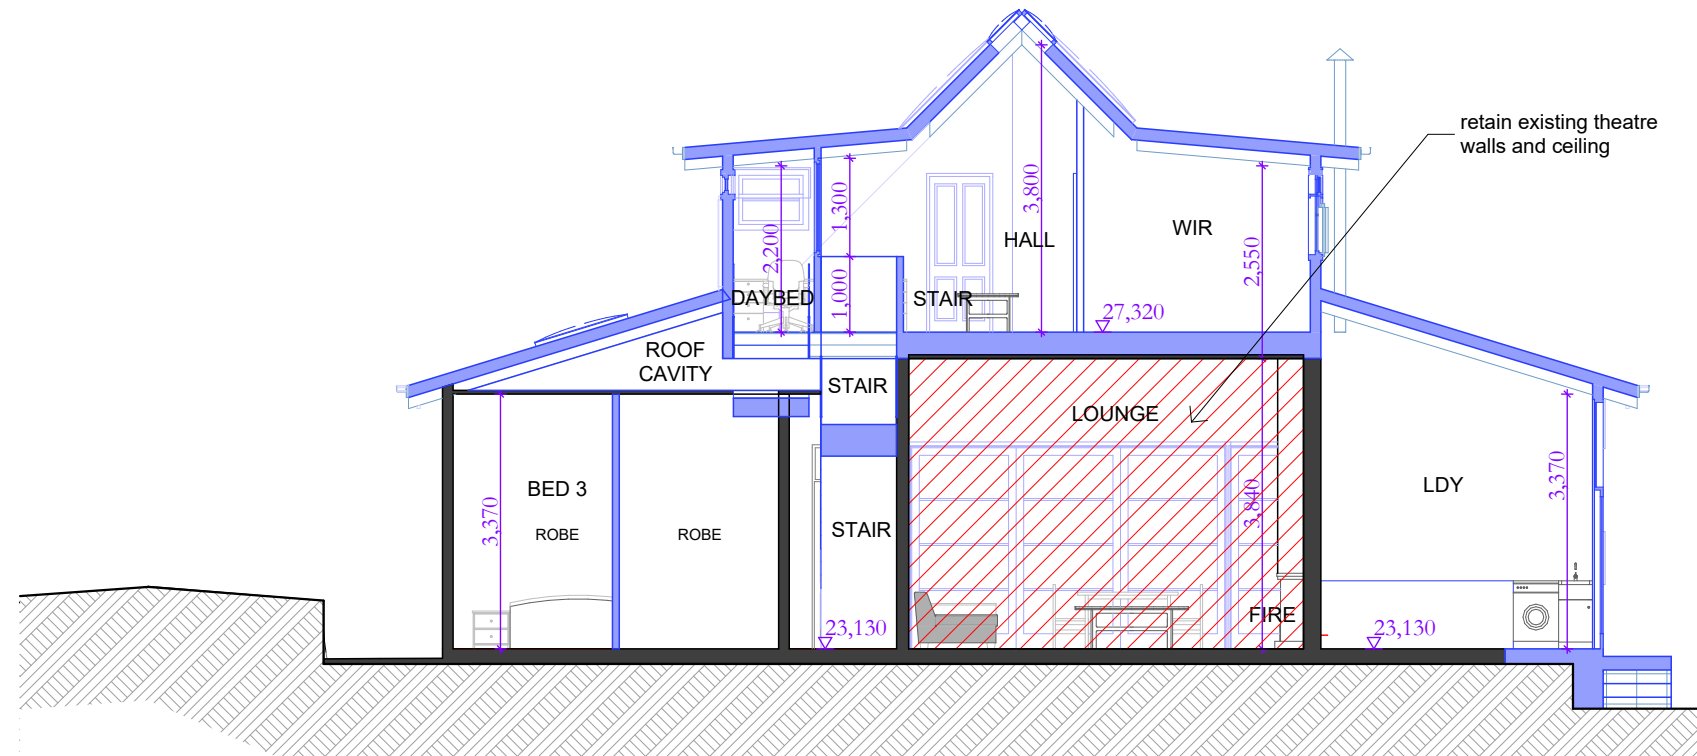 retain existing theatre
walls and ceiling
3,800
1,300
2,200
HALL
WIR
2,550
1,000
DAYBED
STAIR
27,320
ROOF
CAVITY
STAIR
LOUNGE
BED 3
3,370
ROBE
ROBE
STAIR
3,840
LDY
3,370
FIRE
23,130
23,130